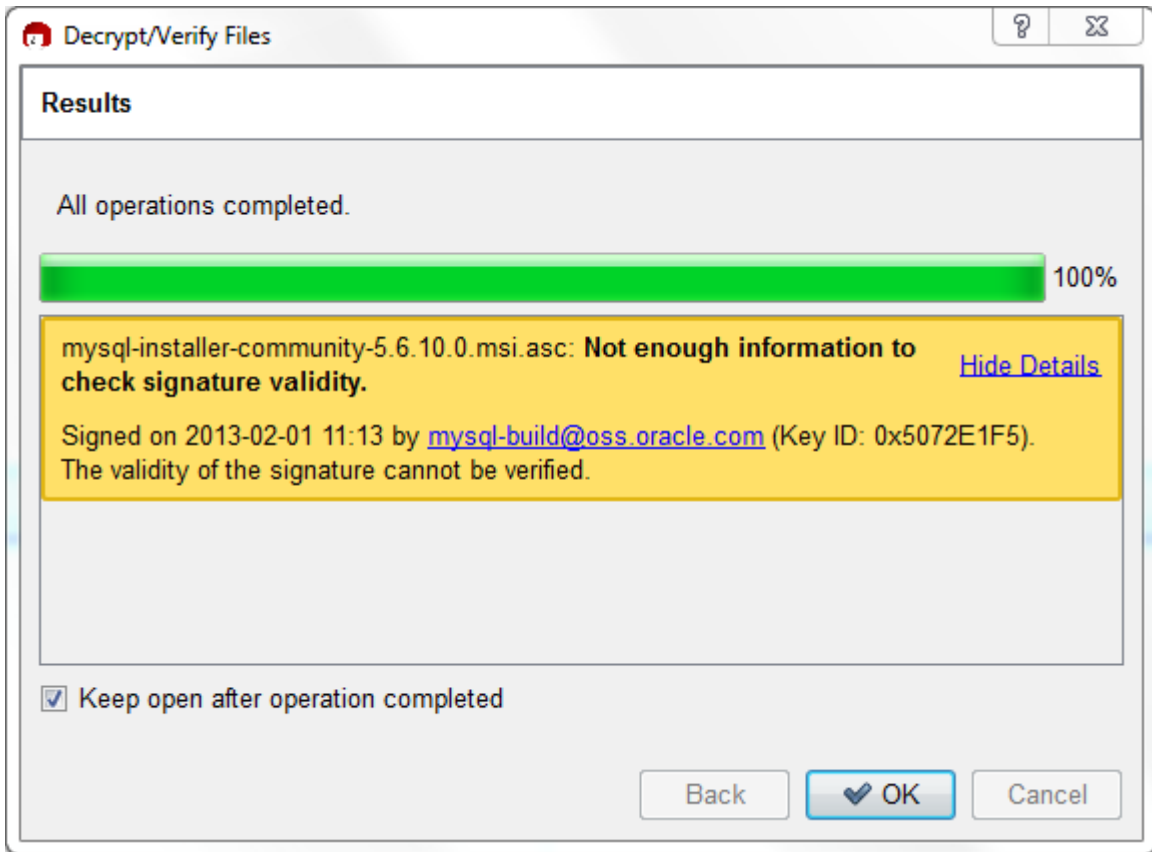 Decrypt/Verify Files
Results
All operations completed.
100%
mysql-installer-community-5.6.10.0.msi.asc: Not enough information to
check signature validity.
Hide Details
Signed on 2013-02-01 11:13 by mysql-build@oss.oracle.com (Key ID: 0x5072E1F5).
The validity of the signature cannot be verified.
Keep open after operation completed
Back
OK
Cancel